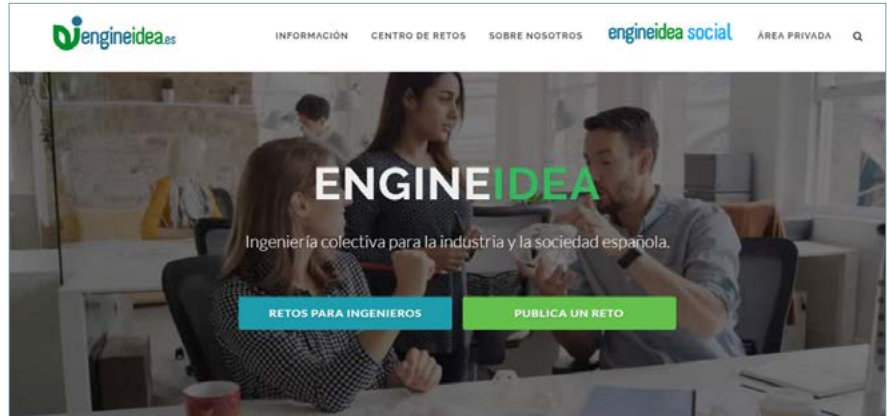 engineidea.es
INFORMACIÓN CENTRO DE RETOS SOBRE NOSOTROS engineidea social ÁREA PRIVADA
ENGINEIDEA
Ingeniería colectiva para la industria y la sociedad española.
RETOS PARA INGENIEROS PUBLICA UN RETO